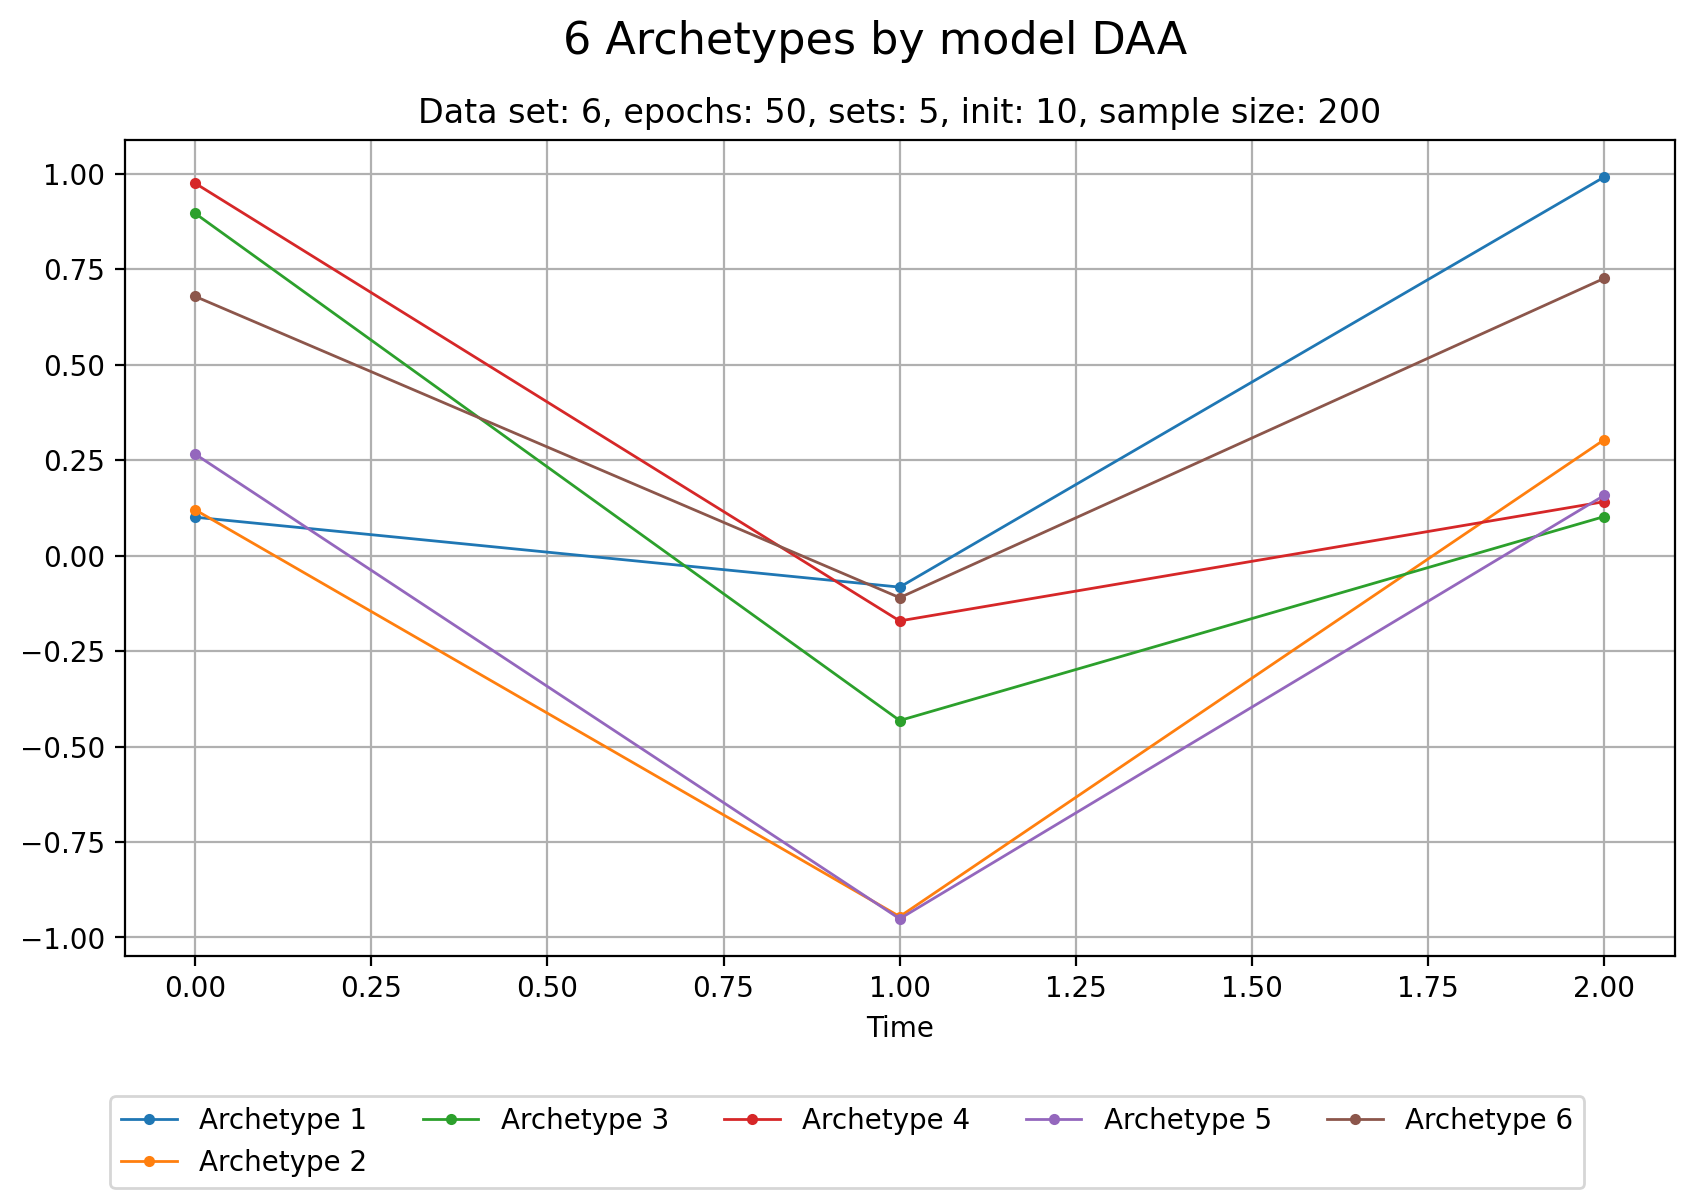 6 Archetypes by model DAA
Data set: 6, epochs: 50, sets: 5, init: 10, sample size: 200
1.00
0.75
0.50
0.25
0.00
−0.25
−0.50
−0.75
−1.00
0.00 0.25 0.50 0.75 1.00 1.25 1.50 1.75 2.00
Time
Archetype 1 Archetype 3 Archetype 4 Archetype 5 Archetype 6
Archetype 2